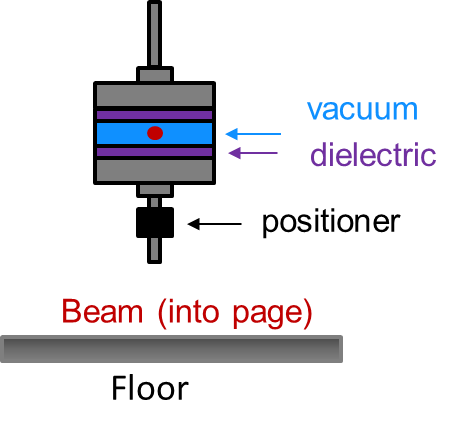 vacuum
dielectric
positioner
Beam (into page)
Floor